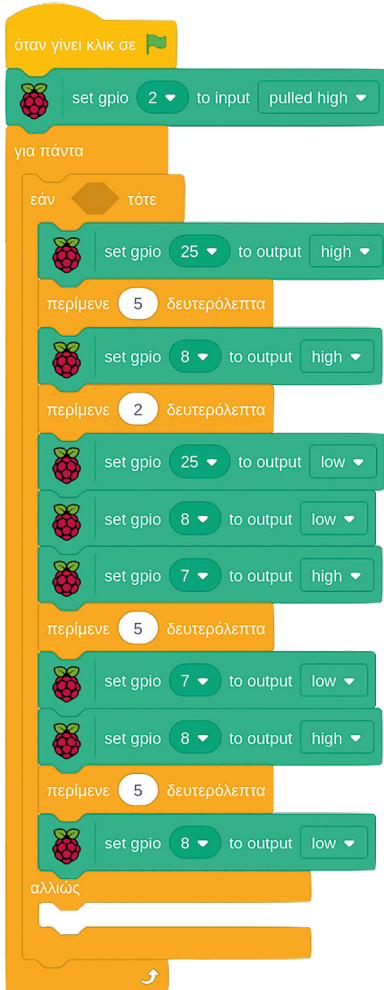 όταν γίνει κλικ σε
set gpio 2 to input pulled high
για πάντα
εάν τότε
set gpio 25 to output high
περίμενε 5 δευτερόλεπτα
set gpio 8 to output high
περίμενε 2 δευτερόλεπτα
set gpio 25 to output low
set gpio 8 to output low
set gpio 7 to output high
περίμενε 5 δευτερόλεπτα
set gpio 7 to output low
set gpio 8 to output high
περίμενε 5 δευτερόλεπτα
set gpio 8 to output low
αλλιώς